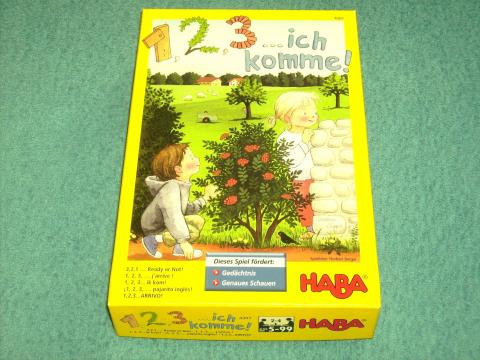 1, 2, 3 ... ich
komme!
3,2,1 ... Ready or Not!
1, 2, 3, ... j'arrive !
1, 2, 3... ik kom!
¡1, 2, 3, ... pajarito inglés!
1,2,3...ARRIVO!
Dieses Spiel fördert:
Gedächtnis
Genaues Schauen
HABA®
1, 2, 3 ... ich
komme!
2-4
5-99
HABA®